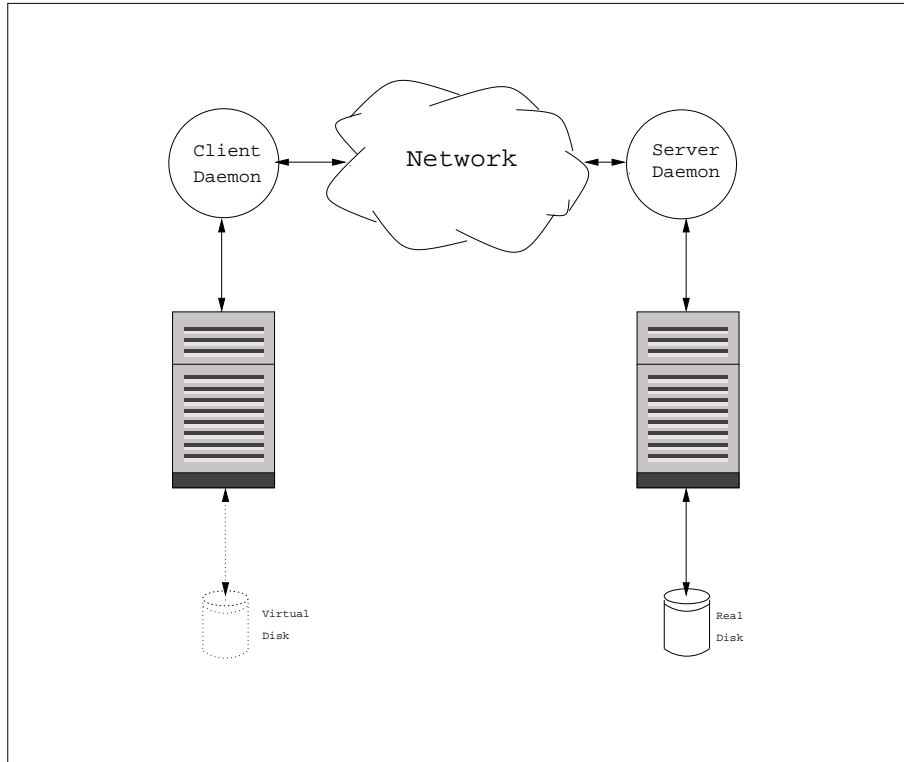 Client
Daemon
Network
Server
Daemon
Virtual
Disk
Real
Disk